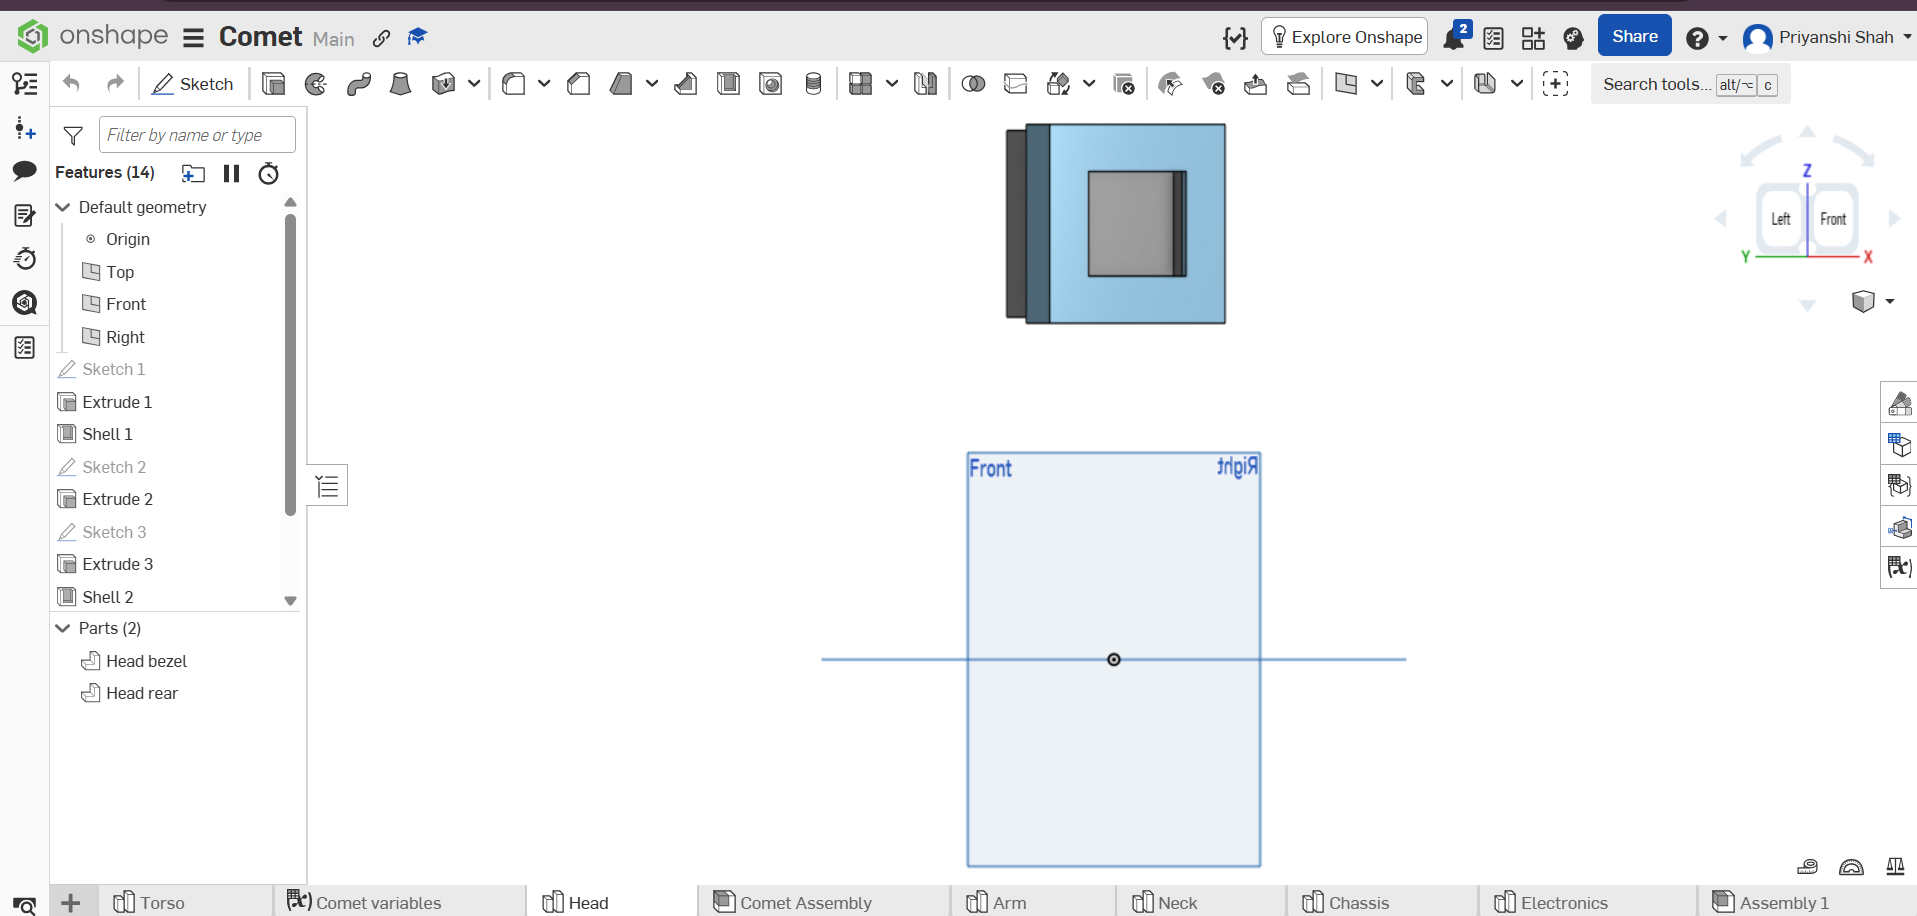 onshape Comet Main Explore Onshape 2 Share Priyanshi Shah
Sketch Search tools... alt/⌥ c
Filter by name or type
Features (14)
Default geometry
Origin
Top
Front
Right
Sketch 1
Extrude 1
Shell 1
Sketch 2
Extrude 2
Sketch 3
Extrude 3
Shell 2
Parts (2)
Head bezel
Head rear
Z
Left Front
Y X
Front Right
Torso Comet variables Head Comet Assembly Arm Neck Chassis Electronics Assembly 1